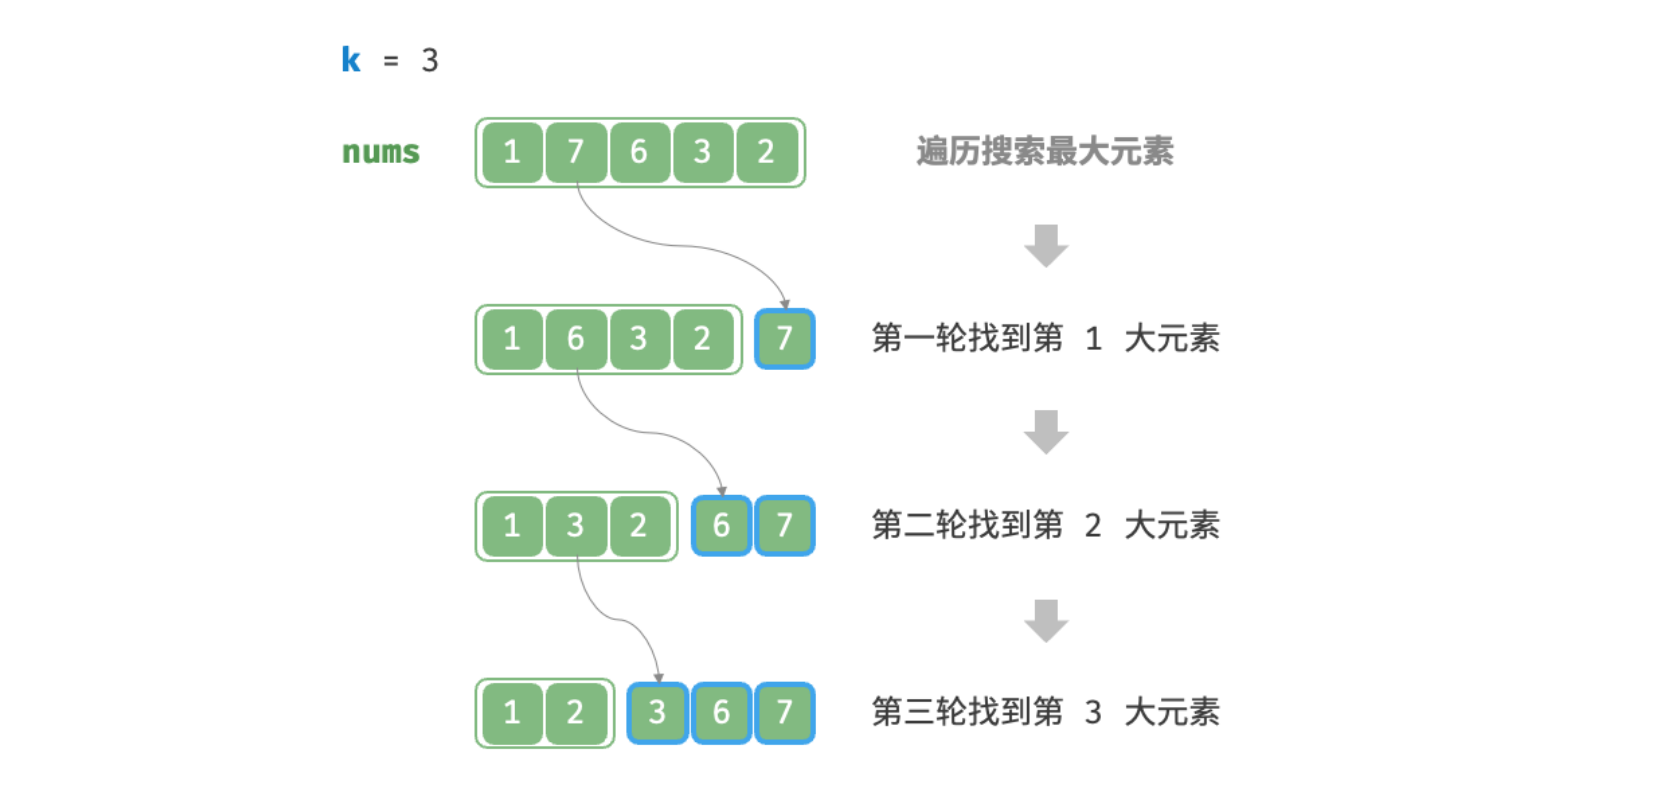 k = 3
nums 1 7 6 3 2 遍历搜索最大元素
1 6 3 2 7 第一轮找到第 1 大元素
1 3 2 6 7 第二轮找到第 2 大元素
1 2 3 6 7 第三轮找到第 3 大元素